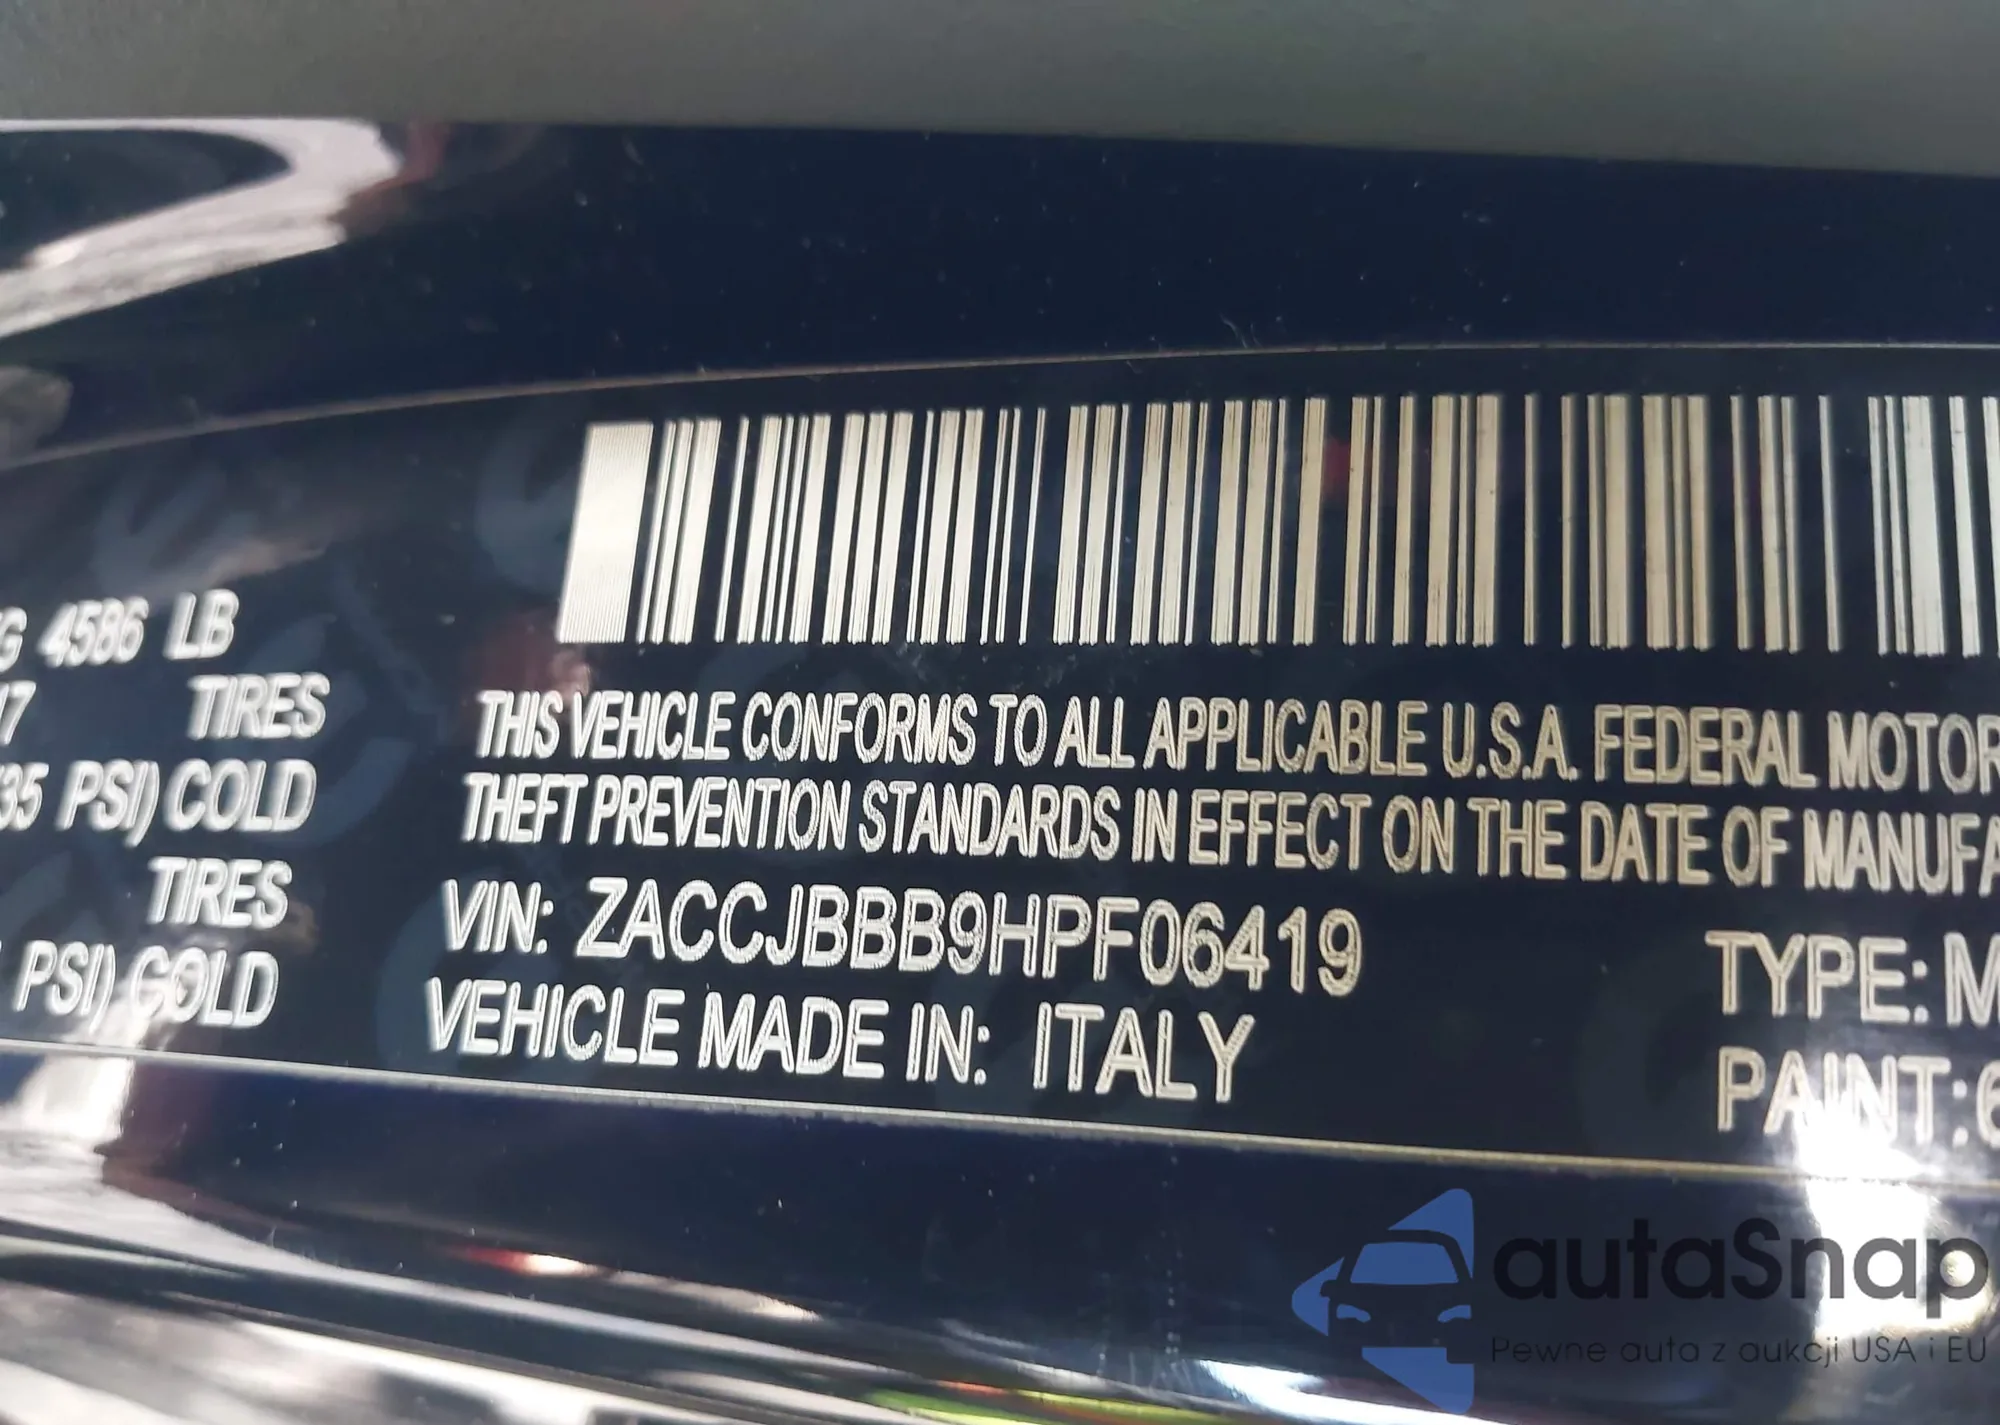 G 4586 LB
TIRES
35 PSI) COLD
TIRES
PSI) COLD
THIS VEHICLE CONFORMS TO ALL APPLICABLE U.S.A. FEDERAL MOTOR
THEFT PREVENTION STANDARDS IN EFFECT ON THE DATE OF MANUFA
VIN: ZACCJBBB9HPF06419
VEHICLE MADE IN: ITALY
TYPE: M
PAINT: 6
autaSnap
Pewne auta z aukcji USA i EU